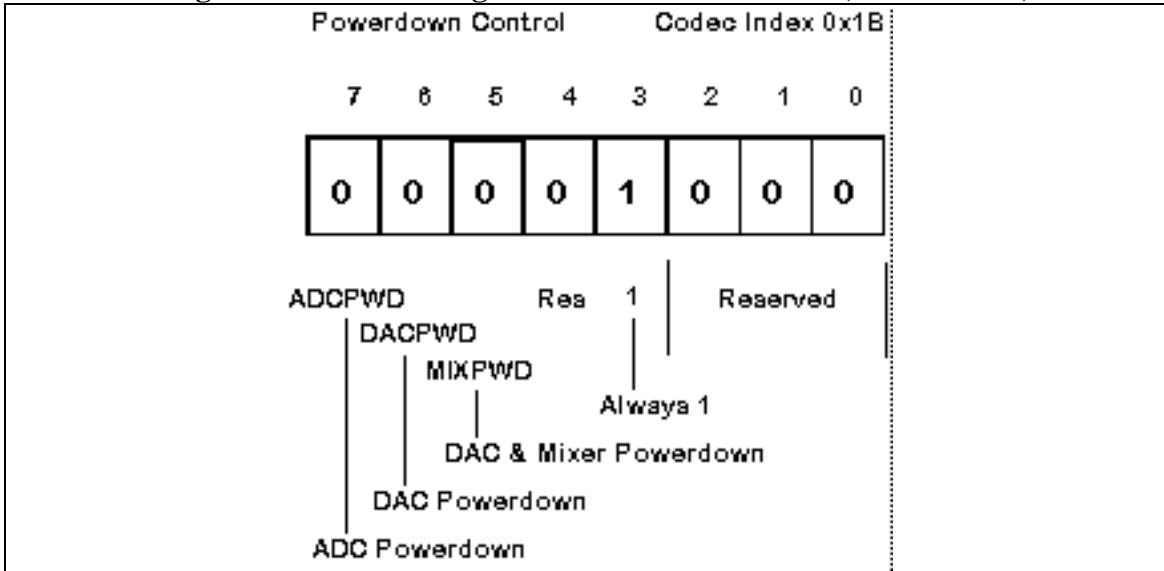 Powerdown Control Codec Index 0x1B
7 6 5 4 3 2 1 0
0 0 0 0 1 0 0 0
ADCPWD Res 1 Reserved
DACPWD
MIXPWD
Always 1
DAC & Mixer Powerdown
DAC Powerdown
ADC Powerdown